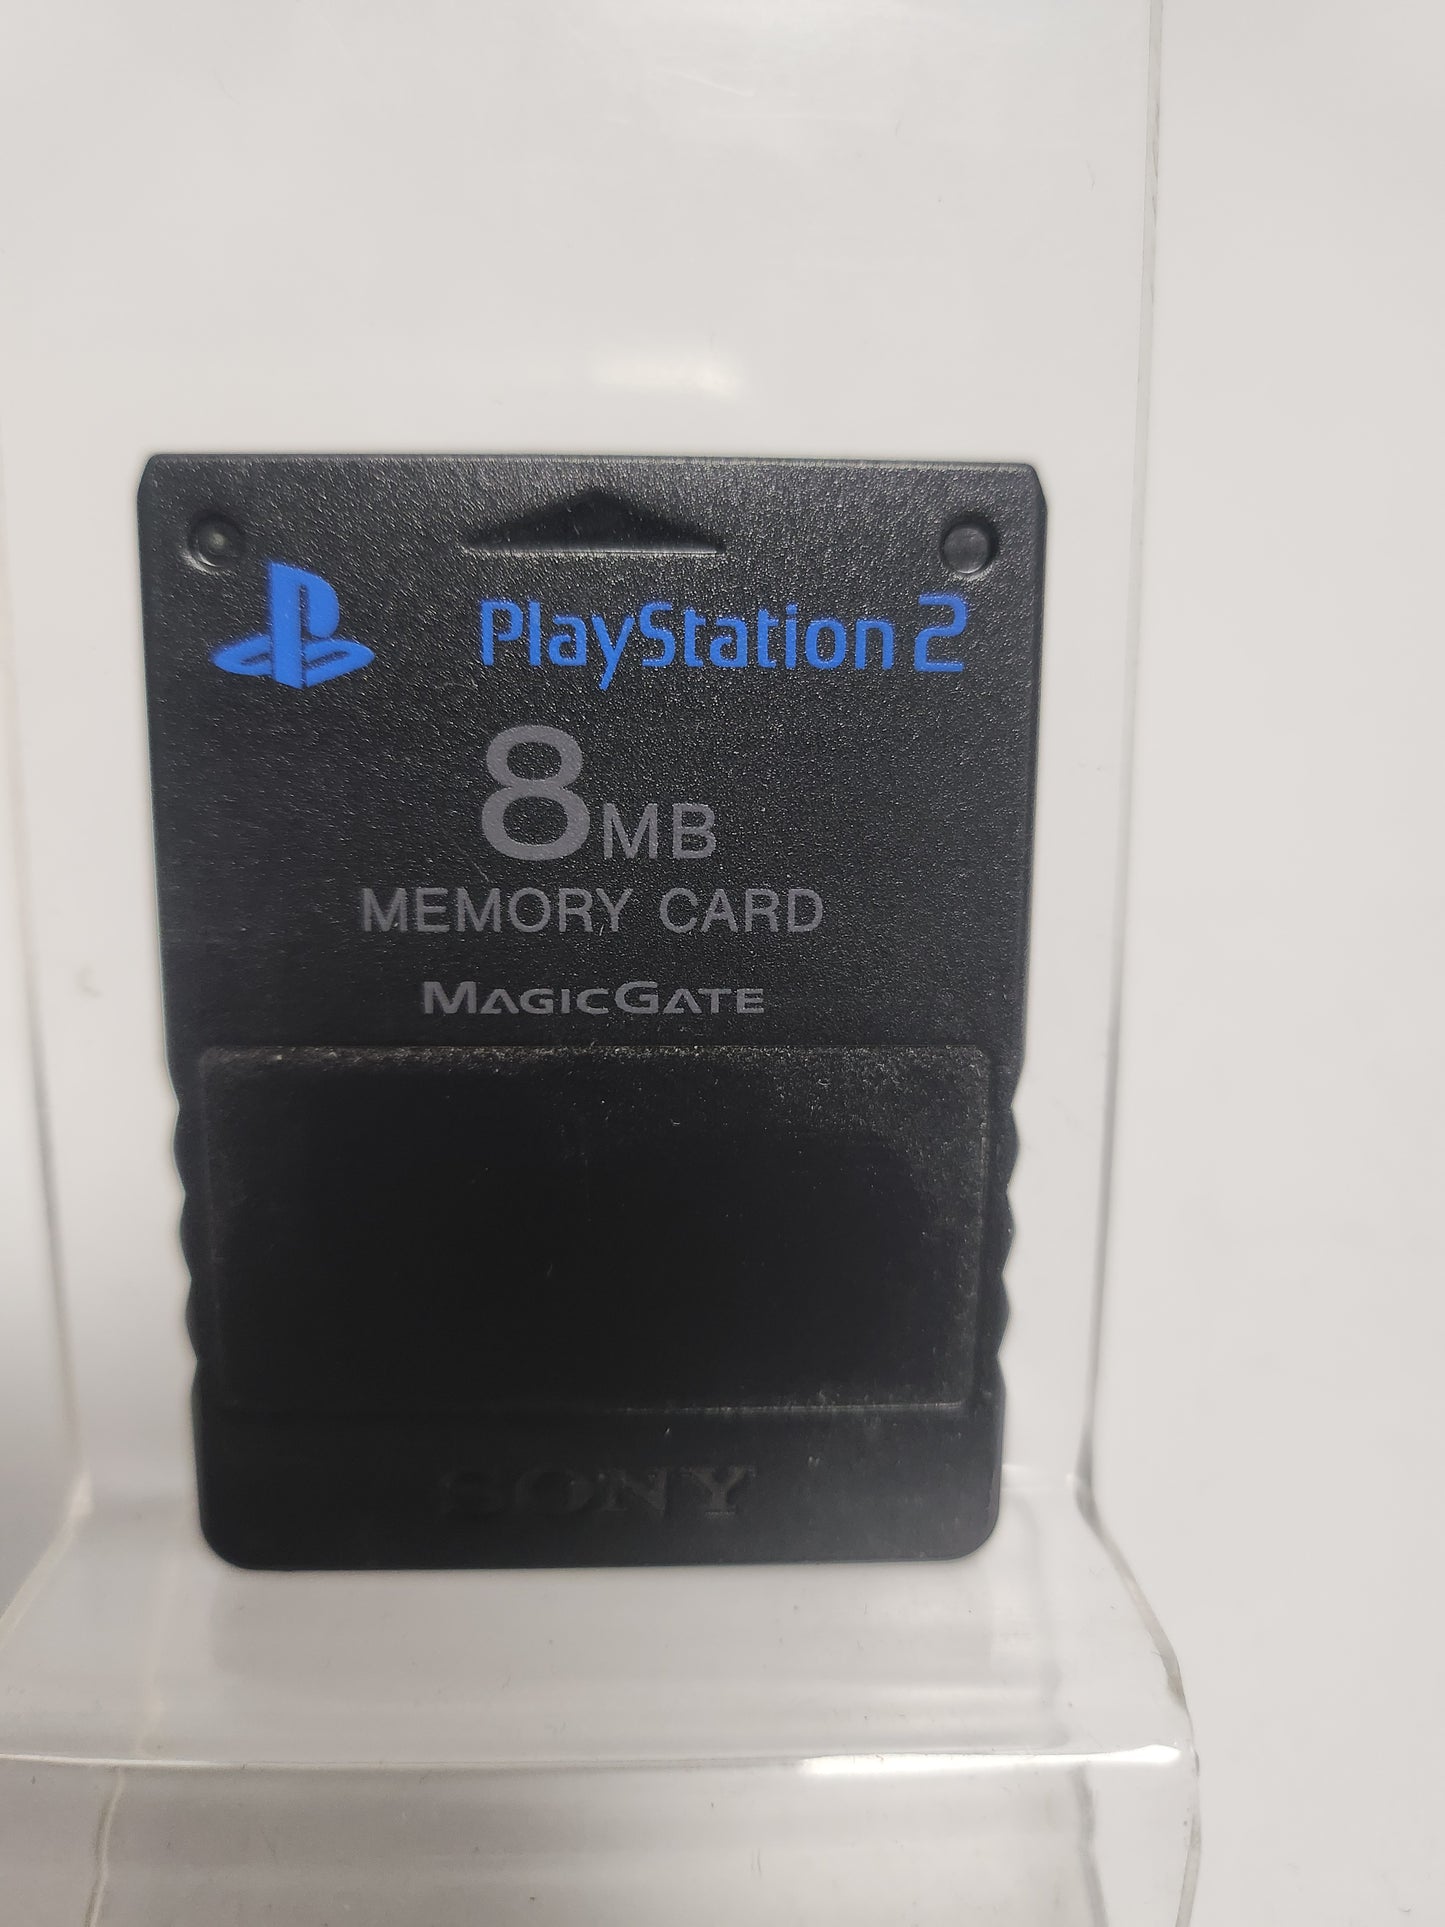 PlayStation 2
8MB
MEMORY CARD
MAGICGATE
SONY